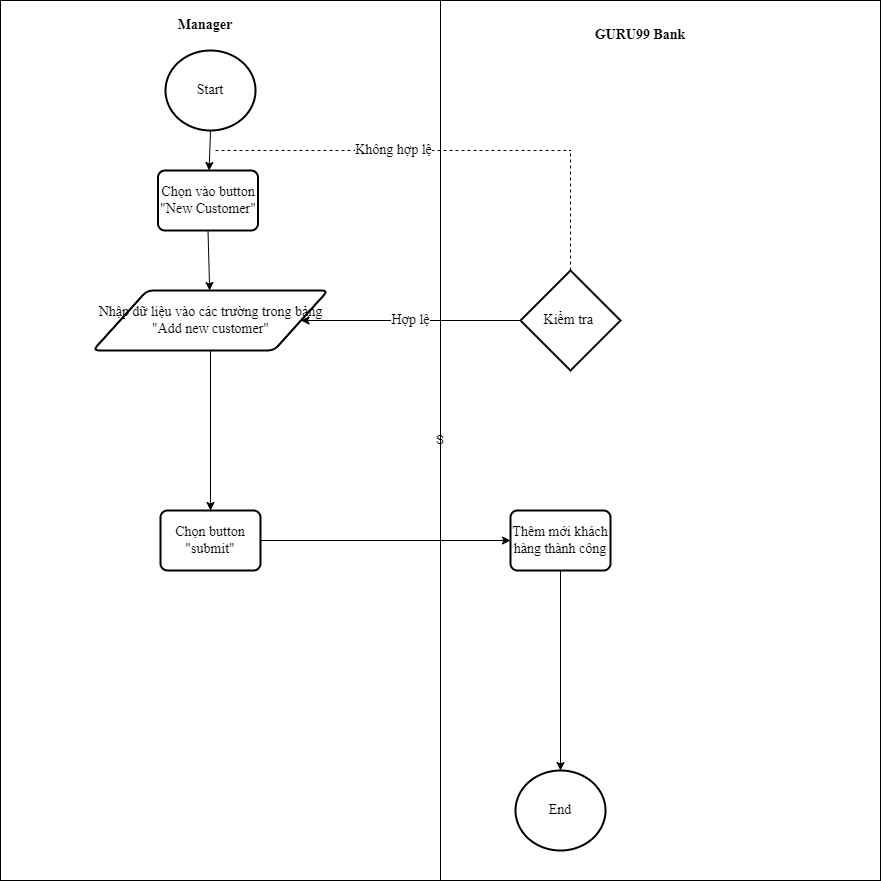 Manager
GURU99 Bank
Start
Không hợp lệ
Chọn vào button
"New Customer"
Nhập dữ liệu vào các trường trong bảng
"Add new customer"
Hợp lệ
Kiểm tra
S
Chọn button
"submit"
Thêm mới khách
hàng thành công
End